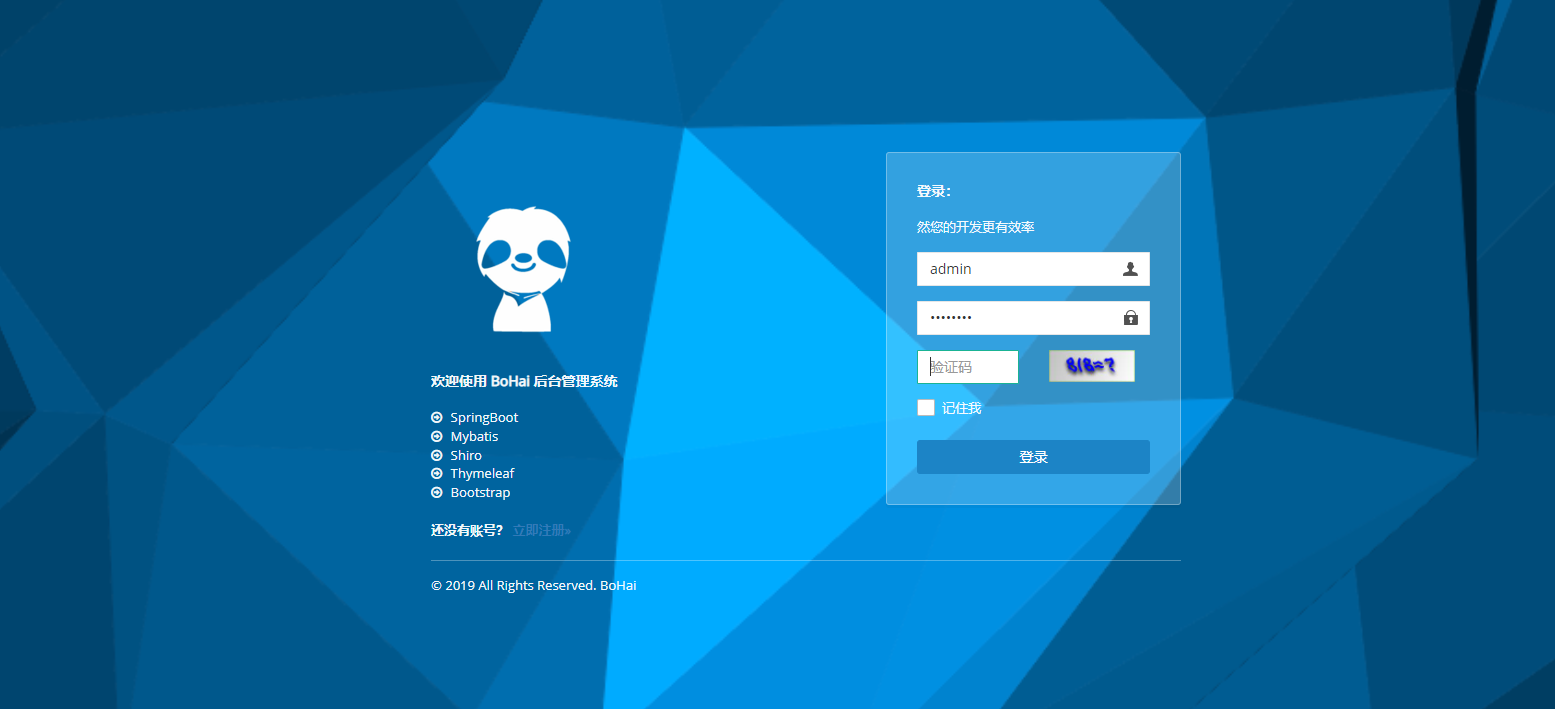 欢迎使用 BoHai 后台管理系统
SpringBoot
Mybatis
Shiro
Thymeleaf
Bootstrap
还没有账号? 立即注册»
登录：
然您的开发更有效率
admin
••••••••
验证码
8/8=?
记住我
登录
© 2019 All Rights Reserved. BoHai